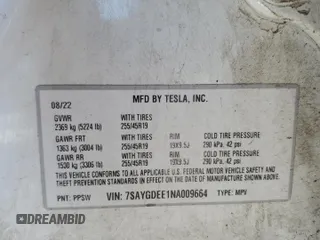 MFD BY TESLA, INC.
08/22
GVWR WITH TIRES
2369 kg (5224 lb) 255/45R19
GAWR FRT WITH TIRES RIM COLD TIRE PRESSURE
1363 kg (3004 lb) 255/45R19 19X9.5J 290 kPa, 42 psi
GAWR RR WITH TIRES RIM COLD TIRE PRESSURE
1500 kg (3306 lb) 255/45R19 19X9.5J 290 kPa, 42 psi
THIS VEHICLE CONFORMS TO ALL APPLICABLE U.S.
FEDERAL MOTOR VEHICLE SAFETY STANDARDS IN
EFFECT ON THE DATE OF MANUFACTURE SHOWN ABOVE.
PNT: PPSW VIN: 7SAYGDEE1NA009664 TYPE: MPV
STAREBID